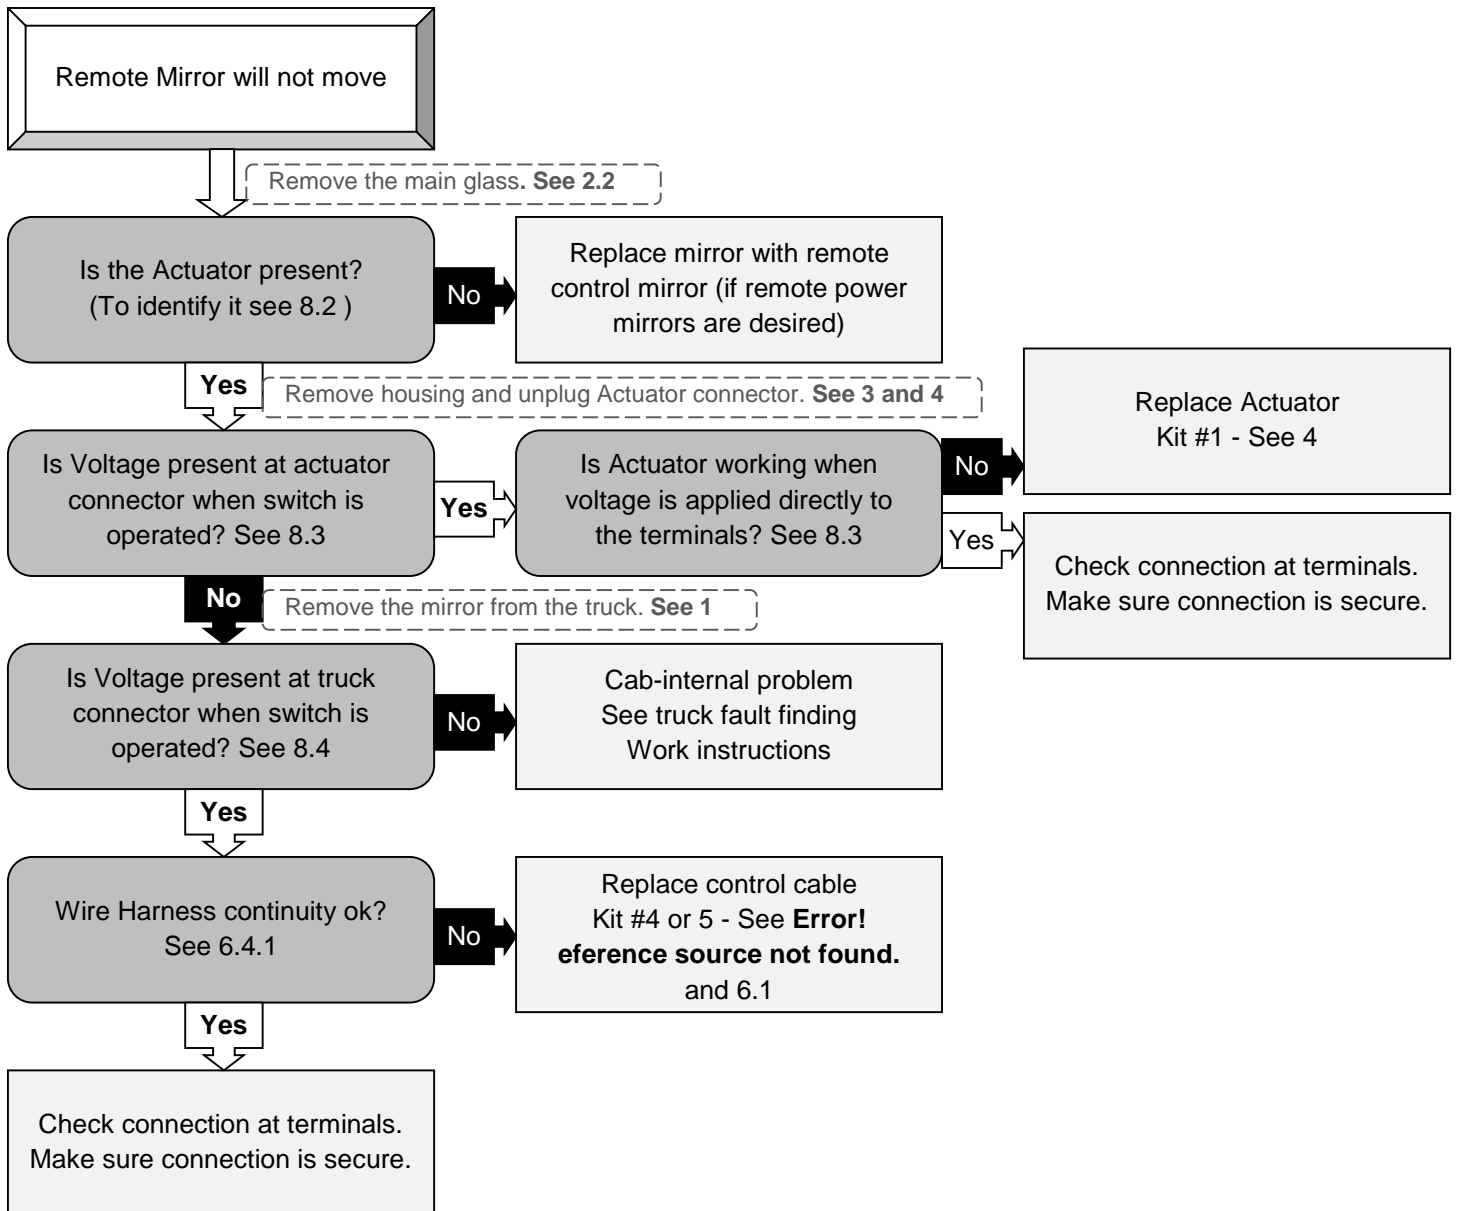 Remote Mirror will not move
Remove the main glass. See 2.2
Is the Actuator present?
(To identify it see 8.2 )
No
Replace mirror with remote
control mirror (if remote power
mirrors are desired)
Yes
Remove housing and unplug Actuator connector. See 3 and 4
Is Voltage present at actuator
connector when switch is
operated? See 8.3
Yes
Is Actuator working when
voltage is applied directly to
the terminals? See 8.3
No
Replace Actuator
Kit #1 - See 4
Yes
Check connection at terminals.
Make sure connection is secure.
No
Remove the mirror from the truck. See 1
Is Voltage present at truck
connector when switch is
operated? See 8.4
No
Cab-internal problem
See truck fault finding
Work instructions
Yes
Wire Harness continuity ok?
See 6.4.1
No
Replace control cable
Kit #4 or 5 - See Error!
eference source not found.
and 6.1
Yes
Check connection at terminals.
Make sure connection is secure.